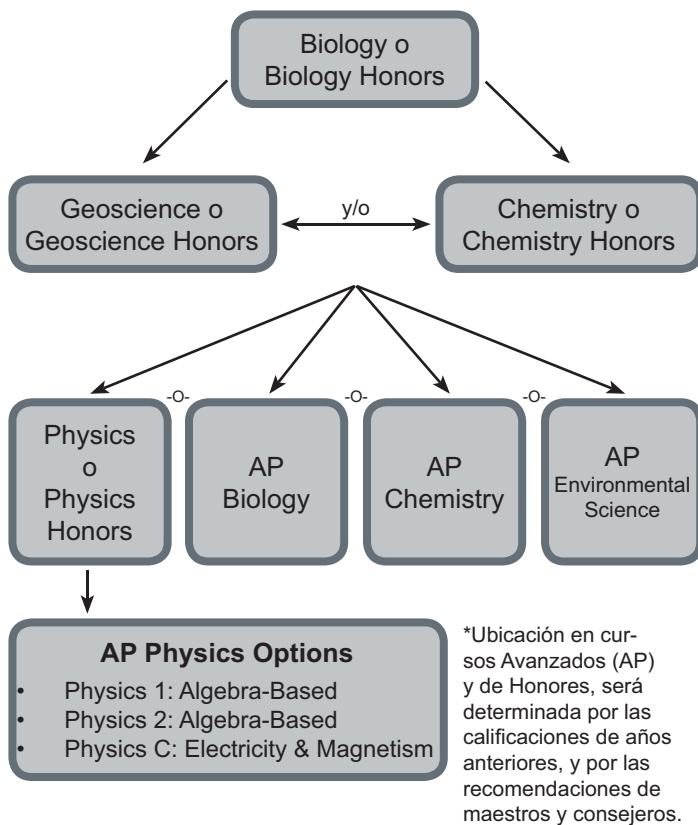 Biology o
Biology Honors
Geoscience o
Geoscience Honors
y/o
Chemistry o
Chemistry Honors
-O-
-O-
-O-
Physics
o
Physics
Honors
AP
Biology
AP
Chemistry
AP
Environmental
Science
AP Physics Options
• Physics 1: Algebra-Based
• Physics 2: Algebra-Based
• Physics C: Electricity & Magnetism
*Ubicación en cur-
sos Avanzados (AP)
y de Honores, será
determinada por las
calificaciones de años
anteriores, y por las
recomendaciones de
maestros y consejeros.